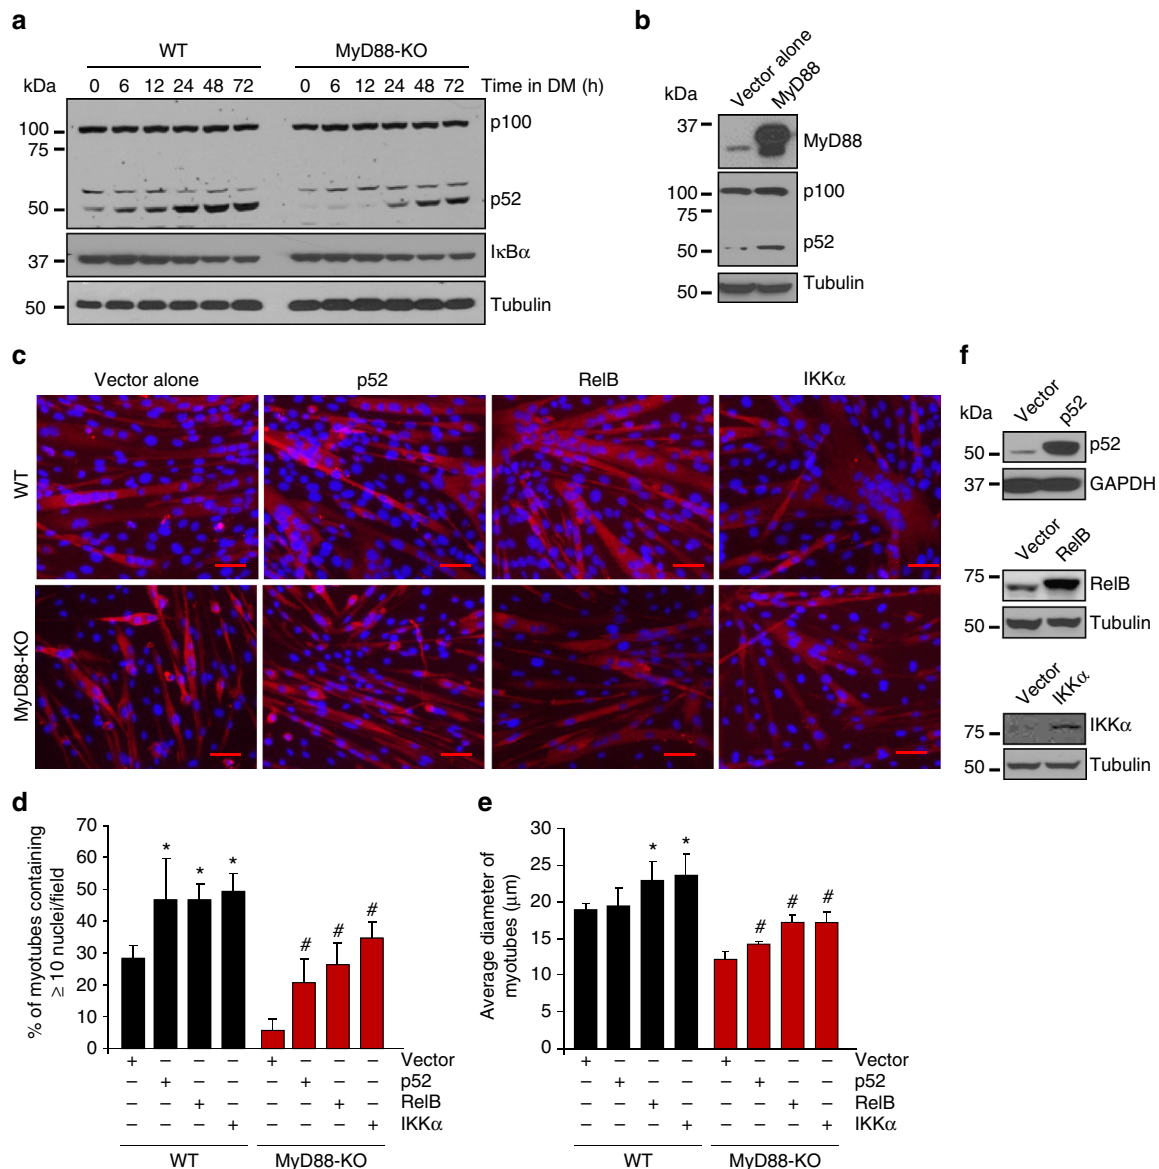 a
WT MyD88-KO
kDa 0 6 12 24 48 72 0 6 12 24 48 72 Time in DM (h)
100 p100
75
50 p52
37 IκBα
50 Tubulin
b
kDa Vector alone MyD88
37 MyD88
100 p100
75
50 p52
50 Tubulin
c
Vector alone p52 RelB IKKα
WT
MyD88-KO
f
kDa Vector p52
50 p52
37 GAPDH
Vector RelB
75 RelB
50 Tubulin
Vector IKKα
75 IKKα
50 Tubulin
d
% of myotubes containing
≥ 10 nuclei/field
70
60
50
40
30
20
10
0
* * * # # #
+ – – – + – – – Vector
– + – – – + – – p52
– – + – – – + – RelB
– – – + – – – + IKKα
WT MyD88-KO
e
Average diameter of
myotubes (μm)
30
25
20
15
10
5
0
* * # # #
+ – – – + – – – Vector
– + – – – + – – p52
– – + – – – + – RelB
– – – + – – – + IKKα
WT MyD88-KO